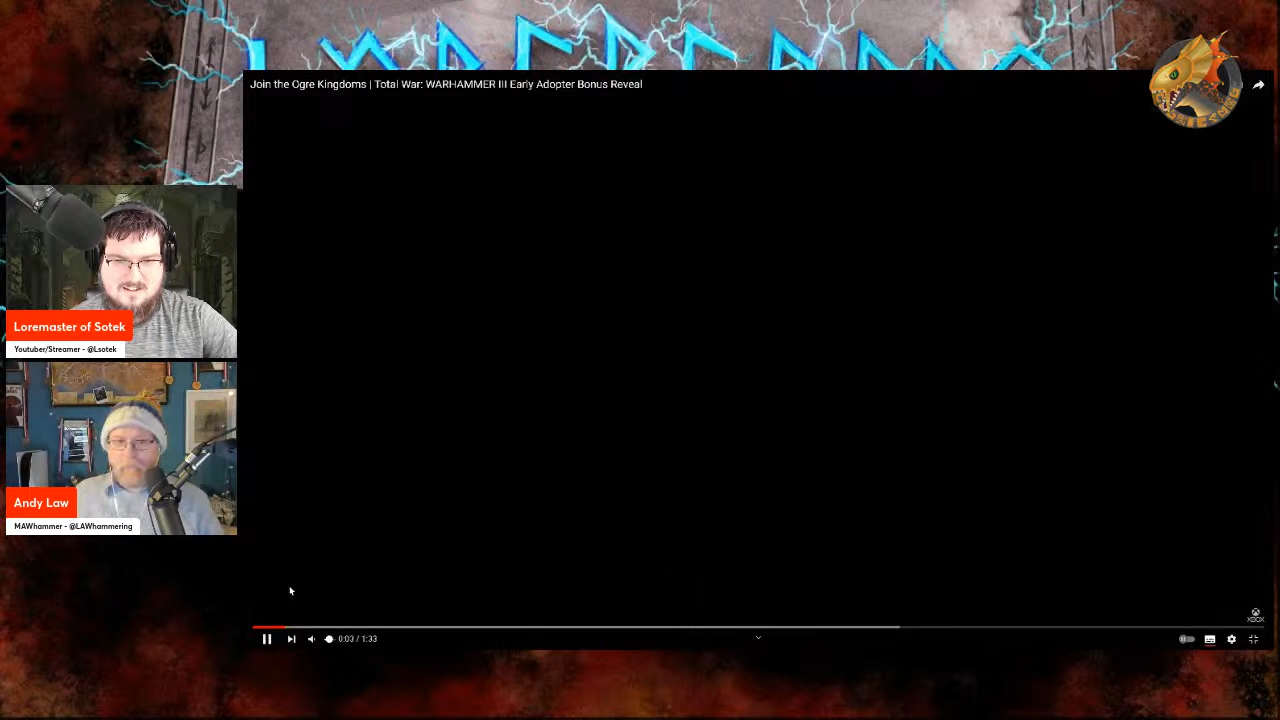 Join the Ogre Kingdoms | Total War: WARHAMMER III Early Adopter Bonus Reveal
Loremaster of Sotek
Youtuber/Streamer - @Lsotek
Andy Law
MAWhammer - @LAWhammering
XBOX
0:03 / 1:33